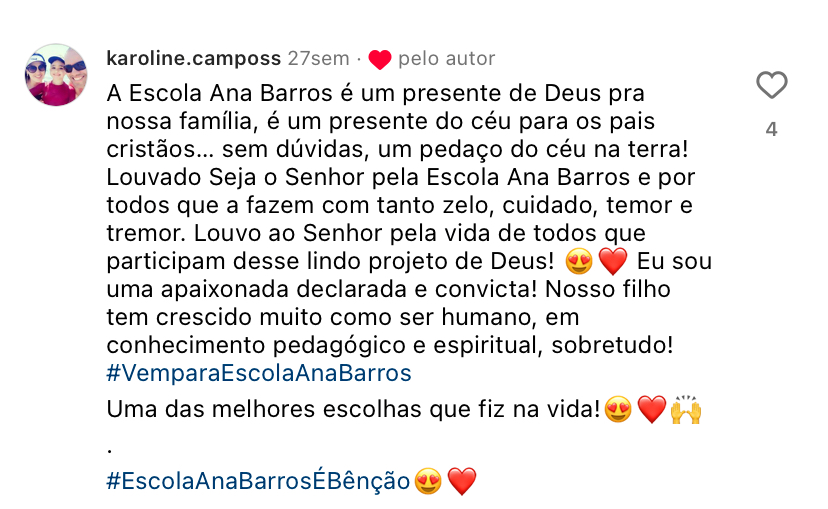 karoline.camposs 27sem · ❤️ pelo autor
A Escola Ana Barros é um presente de Deus pra
nossa família, é um presente do céu para os pais
cristãos... sem dúvidas, um pedaço do céu na terra!
Louvado Seja o Senhor pela Escola Ana Barros e por
todos que a fazem com tanto zelo, cuidado, temor e
tremor. Louvo ao Senhor pela vida de todos que
participam desse lindo projeto de Deus! 😍❤️ Eu sou
uma apaixonada declarada e convicta! Nosso filho
tem crescido muito como ser humano, em
conhecimento pedagógico e espiritual, sobretudo!
#VemparaEscolaAnaBarros
Uma das melhores escolhas que fiz na vida!😍❤️🙌
.
#EscolaAnaBarrosÉBênção😍❤️
4